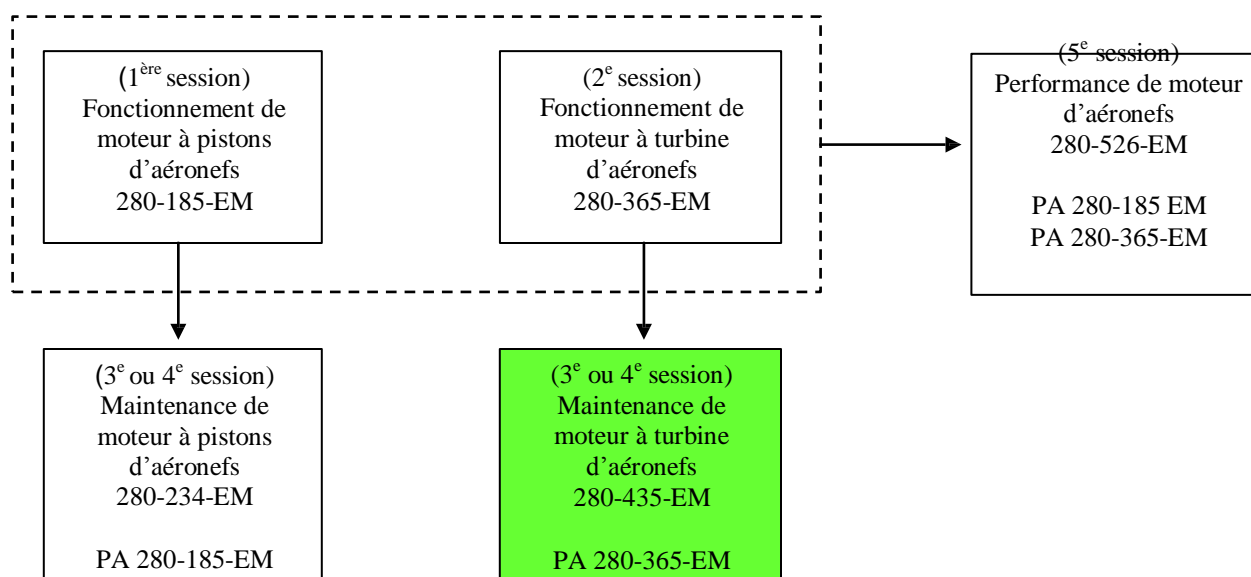 (1ère session)
Fonctionnement de
moteur à pistons
d’aéronefs
280-185-EM
(2e session)
Fonctionnement de
moteur à turbine
d’aéronefs
280-365-EM
(5e session)
Performance de moteur
d’aéronefs
280-526-EM
PA 280-185 EM
PA 280-365-EM
(3e ou 4e session)
Maintenance de
moteur à pistons
d’aéronefs
280-234-EM
PA 280-185-EM
(3e ou 4e session)
Maintenance de
moteur à turbine
d’aéronefs
280-435-EM
PA 280-365-EM